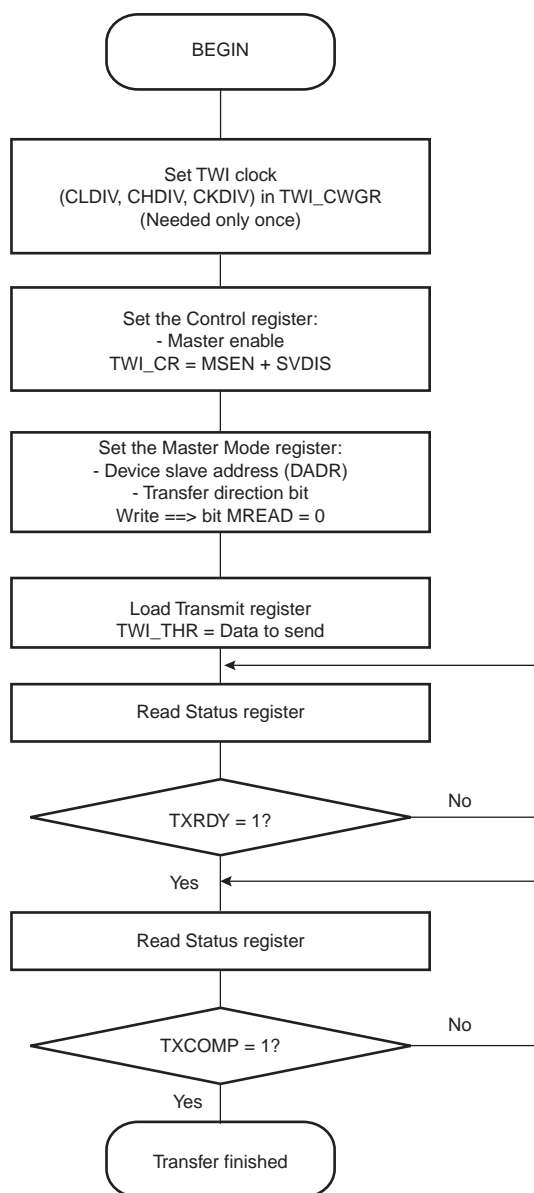 BEGIN
Set TWI clock
(CLDIV, CHDIV, CKDIV) in TWI_CWGR
(Needed only once)
Set the Control register:
- Master enable
TWI_CR = MSEN + SVDIS
Set the Master Mode register:
- Device slave address (DADR)
- Transfer direction bit
Write ==> bit MREAD = 0
Load Transmit register
TWI_THR = Data to send
Read Status register
TXRDY = 1?
No
Yes
Read Status register
TXCOMP = 1?
No
Yes
Transfer finished